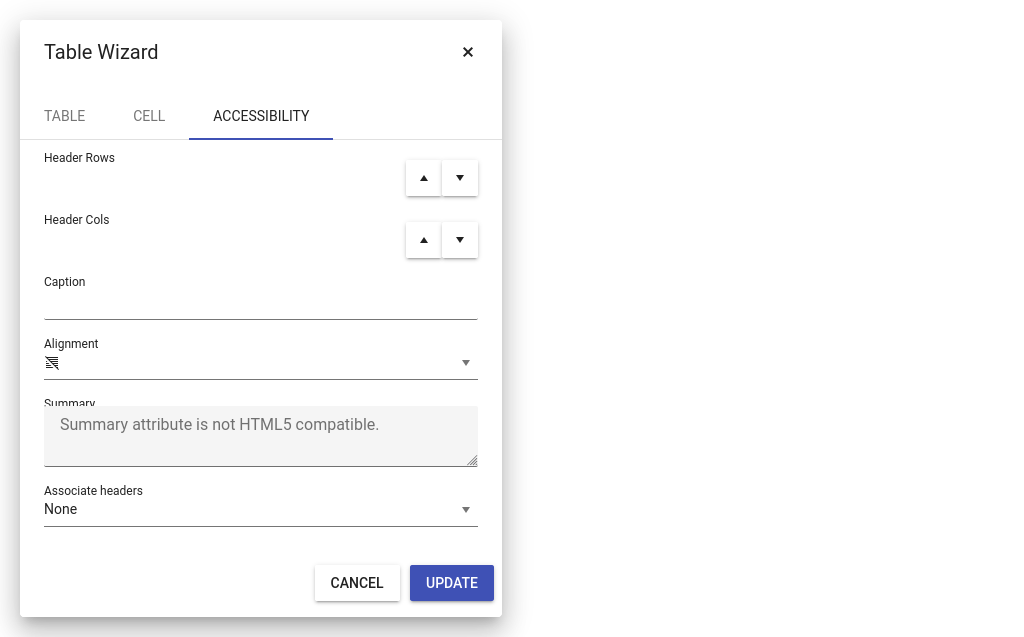 Table Wizard
TABLE CELL ACCESSIBILITY
Header Rows
Header Cols
Caption
Alignment
Summary
Summary attribute is not HTML5 compatible.
Associate headers
None
CANCEL UPDATE